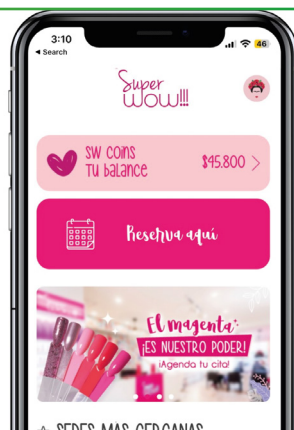 3:10
46
◀ Search
Super
WOW!!!
SW COINS
TU BALANCE
$45.800 >
Reserva aquí
El magenta
¡ES NUESTRO PODER!
¡Agenda tu cita!
SEDES MAS CERCANAS